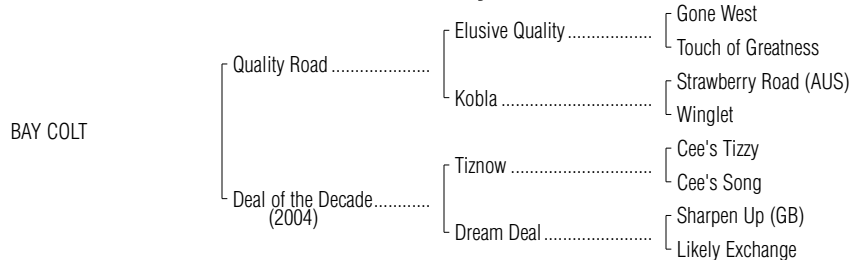 Gone West
Elusive Quality ..................
Touch of Greatness
Quality Road .....................
Strawberry Road (AUS)
Kobla ................................
Winglet
BAY COLT
Cee's Tizzy
Tiznow ..............................
Cee's Song
Deal of the Decade............
(2004)
Sharpen Up (GB)
Dream Deal .......................
Likely Exchange